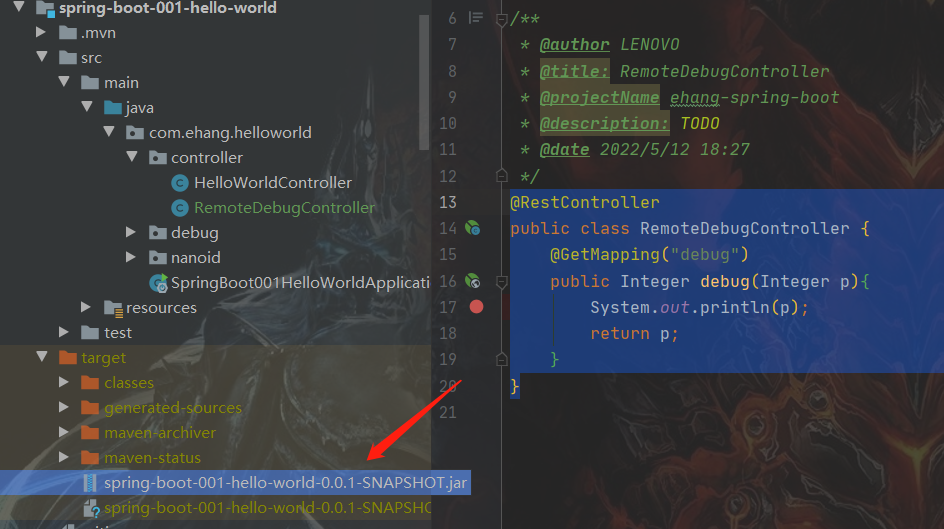 spring-boot-001-hello-world
.mvn
src
main
java
com.ehang.helloworld
controller
HelloWorldController
RemoteDebugController
debug
nanoid
SpringBoot001HelloWorldApplicati
resources
test
target
classes
generated-sources
maven-archiver
maven-status
spring-boot-001-hello-world-0.0.1-SNAPSHOT.jar
spring-boot-001-hello-world-0.0.1-SNAPSHO
6 /**
7 * @author LENOVO
8 * @title: RemoteDebugController
9 * @projectName ehang-spring-boot
10 * @description: TODO
11 * @date 2022/5/12 18:27
12 */
13 @RestController
14 public class RemoteDebugController {
15 @GetMapping("debug")
16 public Integer debug(Integer p){
17 System.out.println(p);
18 return p;
19 }
20 }
21